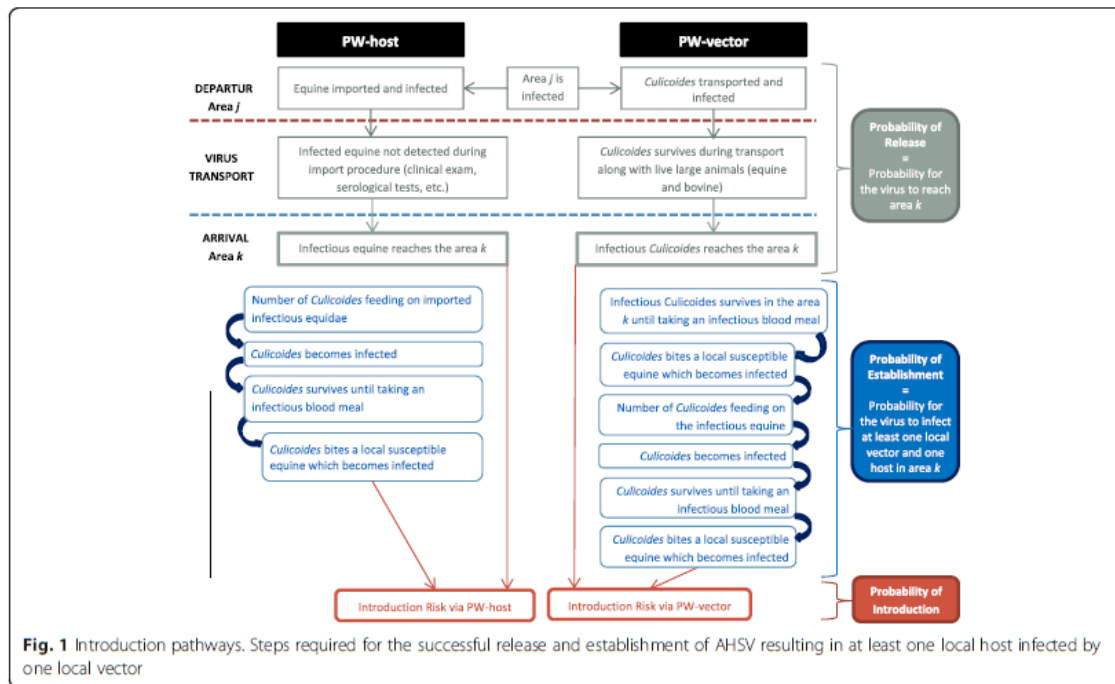 PW-host
PW-vector
DEPARTUR
Area j
Equine imported and infected
Area j is
infected
Culicoides transported and
infected
VIRUS
TRANSPORT
Infected equine not detected during
import procedure (clinical exam,
serological tests, etc.)
Culicoides survives during transport
along with live large animals (equine
and bovine)
ARRIVAL
Area k
Infectious equine reaches the area k
Infectious Culicoides reaches the area k
Probability of
Release
=
Probability for
the virus to reach
area k
Number of Culicoides feeding on imported
infectious equidae
Culicoides becomes infected
Culicoides survives until taking an
infectious blood meal
Culicoides bites a local susceptible
equine which becomes infected
Infectious Culicoides survives in the area
k until taking an infectious blood meal
Culicoides bites a local susceptible
equine which becomes infected
Number of Culicoides feeding on
the infectious equine
Culicoides becomes infected
Culicoides survives until taking an
infectious blood meal
Culicoides bites a local susceptible
equine which becomes infected
Probability of
Establishment
=
Probability for
the virus to infect
at least one local
vector and one
host in area k
Introduction Risk via PW-host
Introduction Risk via PW-vector
Probability of
Introduction
Fig. 1 Introduction pathways. Steps required for the successful release and establishment of AHSV resulting in at least one local host infected by
one local vector